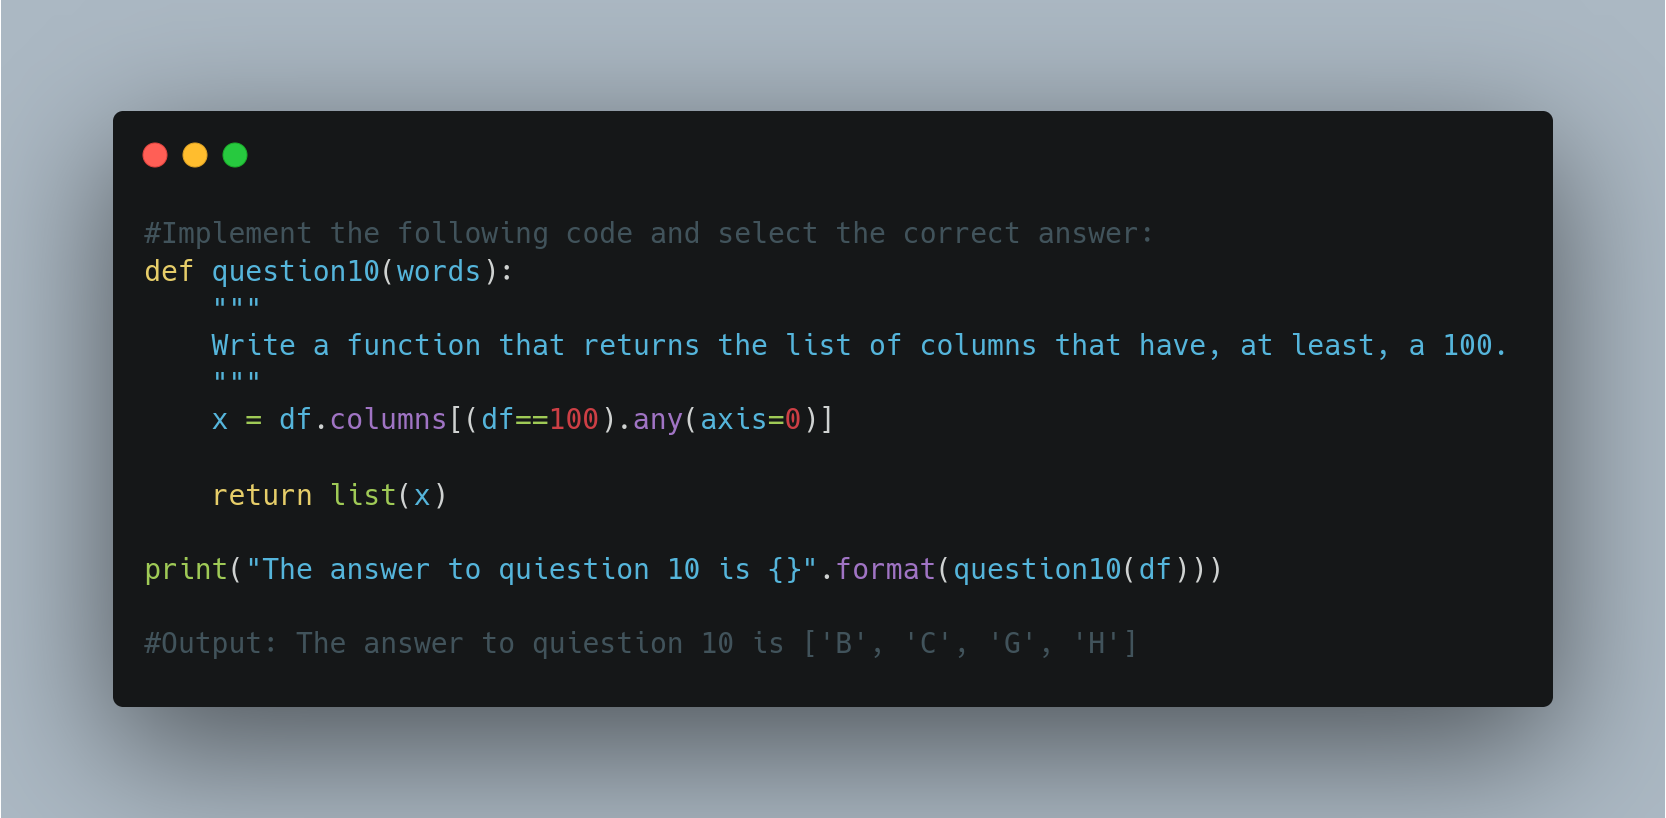 #Implement the following code and select the correct answer:
def question10(words):
    """
    Write a function that returns the list of columns that have, at least, a 100.
    """
    x = df.columns[(df==100).any(axis=0)]
    return list(x)
print("The answer to quiestion 10 is {}".format(question10(df)))
#Output: The answer to quiestion 10 is ['B', 'C', 'G', 'H']